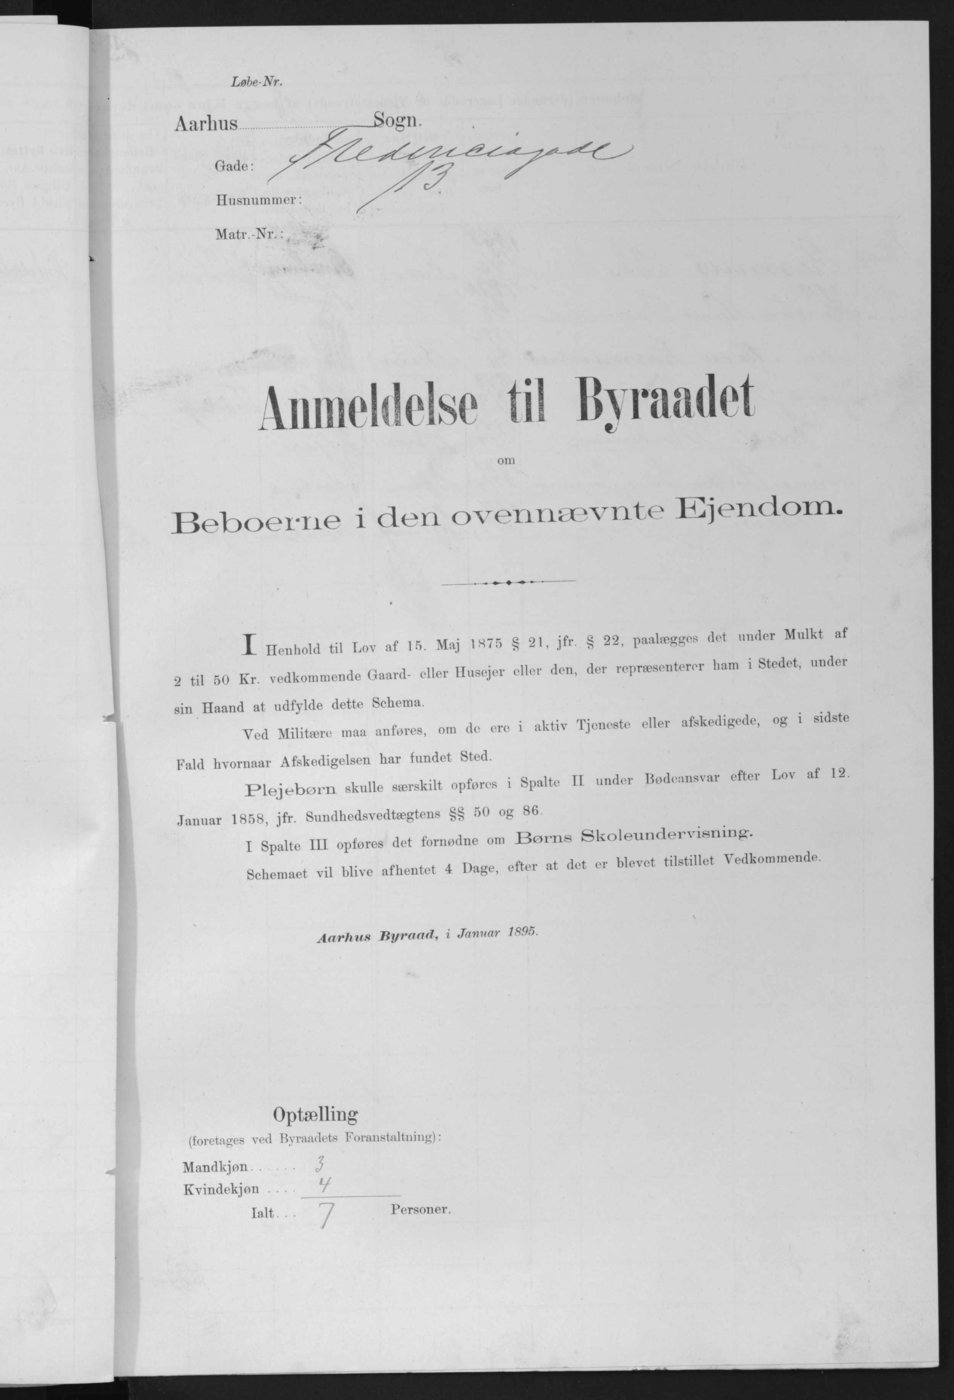 Løbe-Nr.
Aarhus Sogn.
Gade: Fredericiagade
Husnummer: 13.
Matr.-Nr.:
Anmeldelse til Byraadet
om
Beboerne i den ovennævnte Ejendom.
I Henhold til Lov af 15. Maj 1875 § 21, jfr. § 22, paalægges det under Mulkt af
2 til 50 Kr. vedkommende Gaard- eller Husejer eller den, der repræsenterer ham i Stedet, under
sin Haand at udfylde dette Schema.
Ved Militære maa anføres, om de ere i aktiv Tjeneste eller afskedigede, og i sidste
Fald hvornaar Afskedigelsen har fundet Sted.
Plejebørn skulle særskilt opføres i Spalte II under Bødeansvar efter Lov af 12.
Januar 1858, jfr. Sundhedsvedtægtens §§ 50 og 86.
I Spalte III opføres det fornødne om Børns Skoleundervisning.
Schemaet vil blive afhentet 4 Dage, efter at det er blevet tilstillet Vedkommende.
Aarhus Byraad, i Januar 1895.
Optælling
(foretages ved Byraadets Foranstaltning):
Mandkjøn...... 3
Kvindekjøn .... 4
Ialt... 7 Personer.